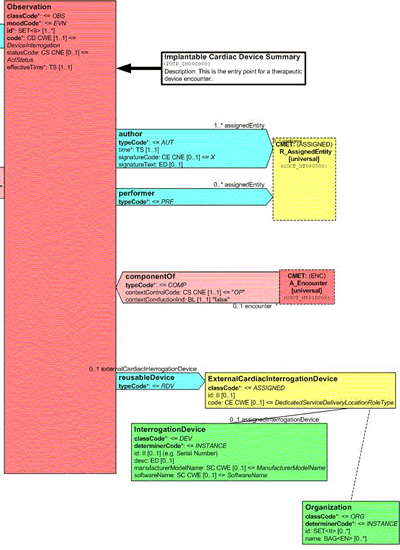 Observation
classCode*: <= OBS
moodCode*: <= EVN
id*: SET<II> [1..*]
code*: CD CWE [1..1] <=
DeviceInterrogation
statusCode: CS CNE [0..1] <=
ActStatus
effectiveTime*: TS [1..1]
Implantable Cardiac Device Summary
Description: This is the entry point for a therapeutic
device encounter.
1..* assignedEntity
author
typeCode*: <= AUT
time*: TS [1..1]
signatureCode: CE CNE [0..1] <= X
signatureText: ED [0..1]
CMET: (ASSIGNED)
R_AssignedEntity
[universal]
0..* assignedEntity
performer
typeCode*: <= PRF
componentOf
typeCode*: <= COMP
contextControlCode: CS CNE [0..1] <= "OP"
contextConductionInd: BL [1..1] "false"
0..1 encounter
CMET: (ENC)
A_Encounter
[universal]
0..1 externalCardiacInterrogationDevice
reusableDevice
typeCode*: <= RDV
ExternalCardiacInterrogationDevice
classCode*: <= ASSIGNED
id: II [0..1]
code: CE CWE [0..1] <= DedicatedServiceDeliveryLocationRoleType
0..1 assignedInterrogationDevice
InterrogationDevice
classCode*: <= DEV
determinerCode*: <= INSTANCE
id: II [0..1] (e.g. Serial Number)
desc: ED [0..1]
manufacturerModelName: SC CWE [0..1] <= ManufacturerModelName
softwareName: SC CWE [0..1] <= SoftwareName
Organization
classCode*: <= ORG
determinerCode*: <= INSTANCE
id: SET<II> [0..*]
name: BAG<EN> [0..*]